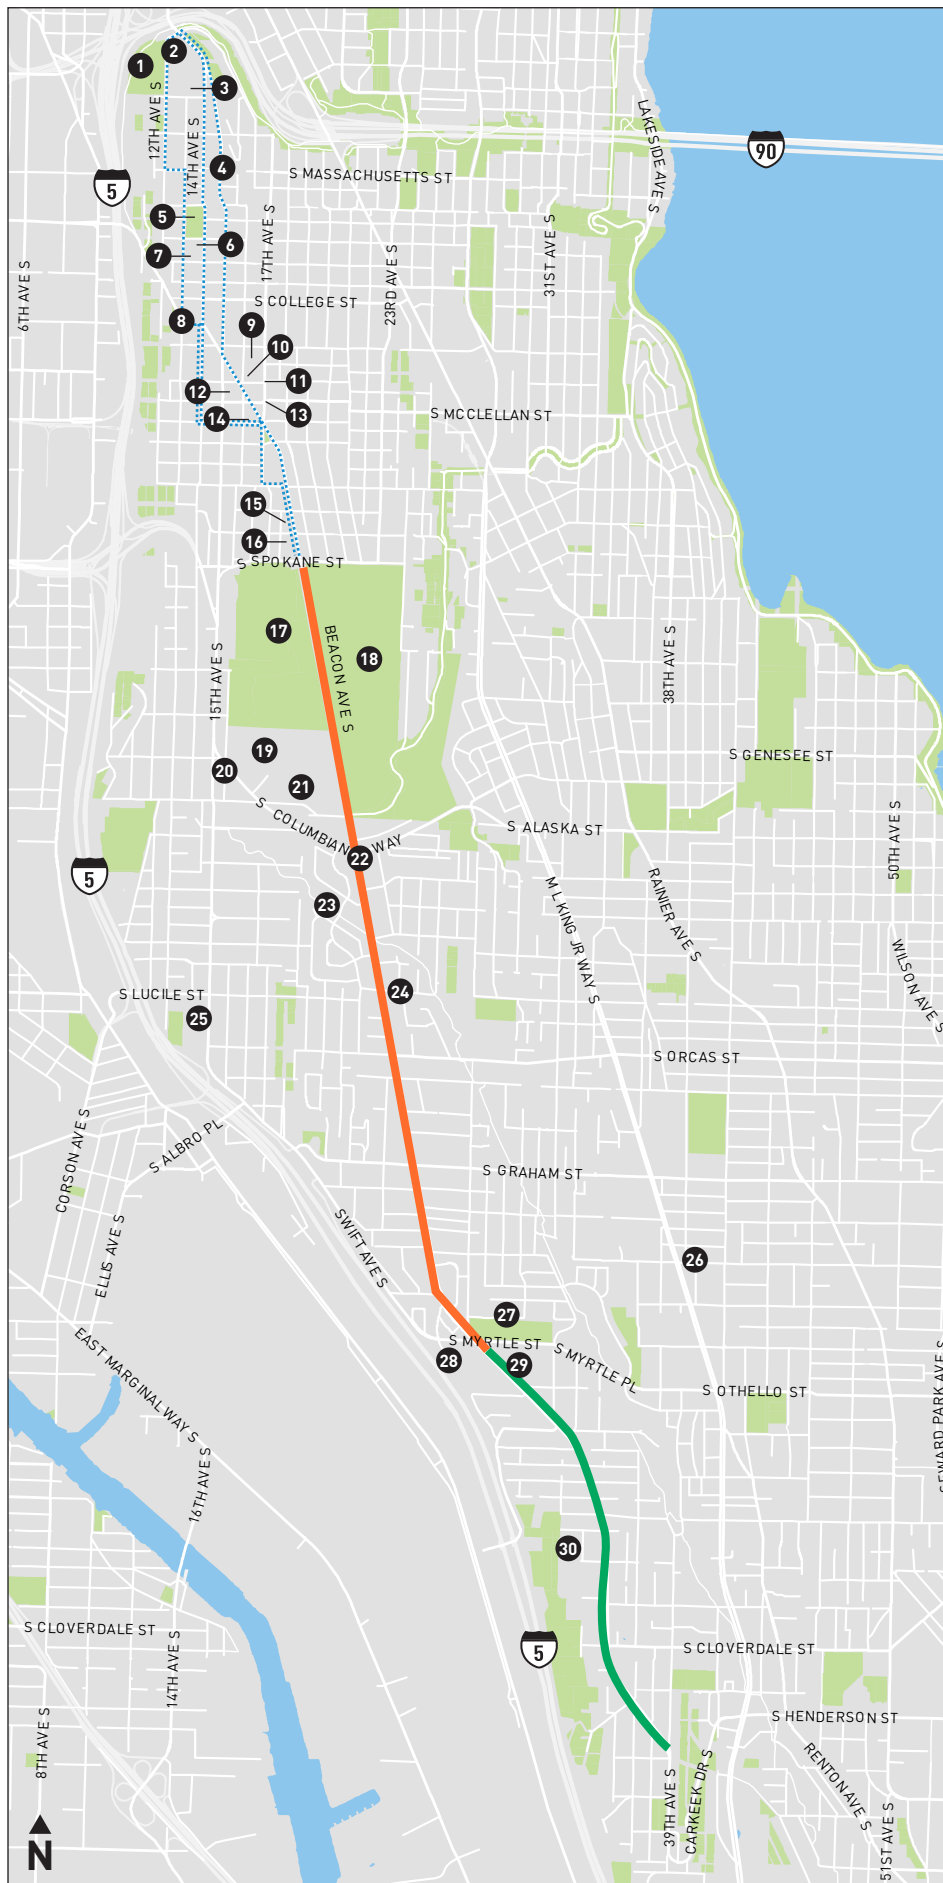 1
2
3
12TH AVE S
14TH AVE S
LAKESIDE AVE S
90
4
S MASSACHUSETTS ST
5
5
17TH AVE S
31ST AVE S
23RD AVE S
6
7
6TH AVE S
S COLLEGE ST
8
9
10
11
12
13
14
S MCCLELLAN ST
15
16
S SPOKANE ST
17
BEACON AVE S
18
15TH AVE S
38TH AVE S
19
20
21
S GENESEE ST
S COLUMBIAN WAY
22
S ALASKA ST
50TH AVE S
5
23
M L KING JR WAY S
RAINIER AVE S
WILSON AVE S
24
S LUCILE ST
25
S ORCAS ST
CORSON AVE S
S ALBRO PL
S GRAHAM ST
ELLIS AVE S
SWIFT AVE S
26
27
S MYRTLE ST
28
29
S MYRTLE PL
EAST MARGINAL WAY S
S OTHELLO ST
SEWARD PARK AVE S
16TH AVE S
30
S CLOVERDALE ST
14TH AVE S
5
S CLOVERDALE ST
8TH AVE S
S HENDERSON ST
39TH AVE S
CARKEEK DR S
RENTON AVE S
51ST AVE S
N